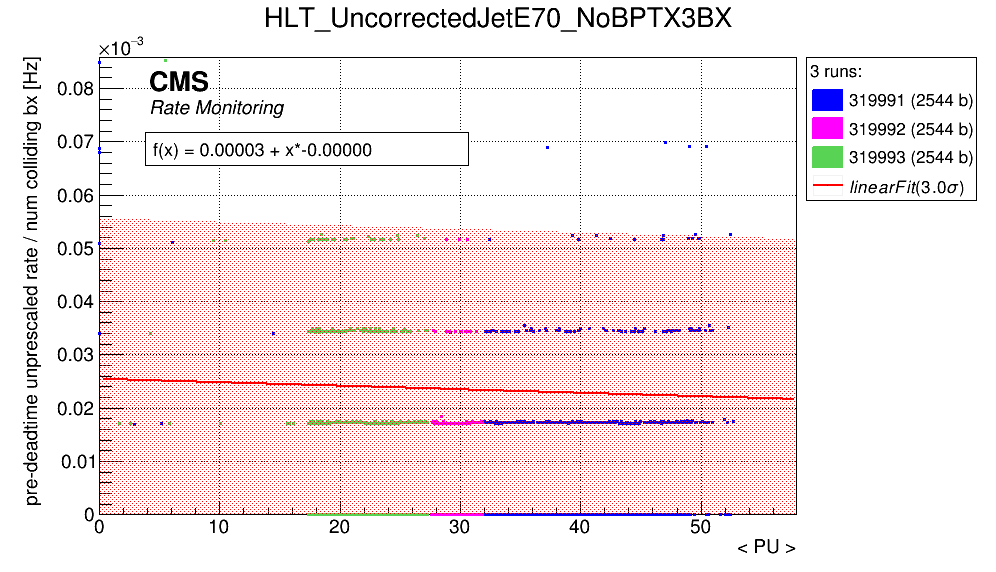 HLT_UncorrectedJetE70_NoBPTX3BX
×10⁻³
pre-deadtime unprescaled rate / num colliding bx [Hz]
0.08
0.07
0.06
0.05
0.04
0.03
0.02
0.01
0
CMS
Rate Monitoring
f(x) = 0.00003 + x*-0.00000
0 10 20 30 40 50
< PU >
3 runs:
319991 (2544 b)
319992 (2544 b)
319993 (2544 b)
linearFit(3.0σ)